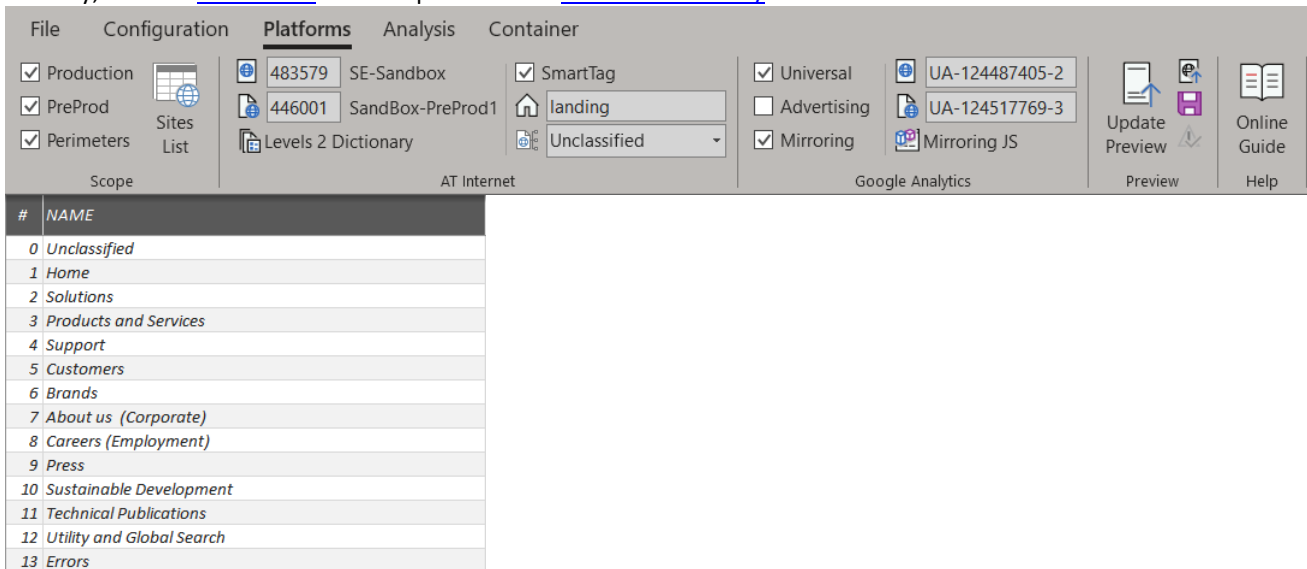 File Configuration Platforms Analysis Container
Production
PreProd
Perimeters
Sites List
Scope
483579 SE-Sandbox
446001 SandBox-PreProd1
Levels 2 Dictionary
SmartTag
landing
Unclassified
AT Internet
Universal
Advertising
Mirroring
UA-124487405-2
UA-124517769-3
Mirroring JS
Google Analytics
Update Preview
Preview
Online Guide
Help
# NAME
0 Unclassified
1 Home
2 Solutions
3 Products and Services
4 Support
5 Customers
6 Brands
7 About us (Corporate)
8 Careers (Employment)
9 Press
10 Sustainable Development
11 Technical Publications
12 Utility and Global Search
13 Errors